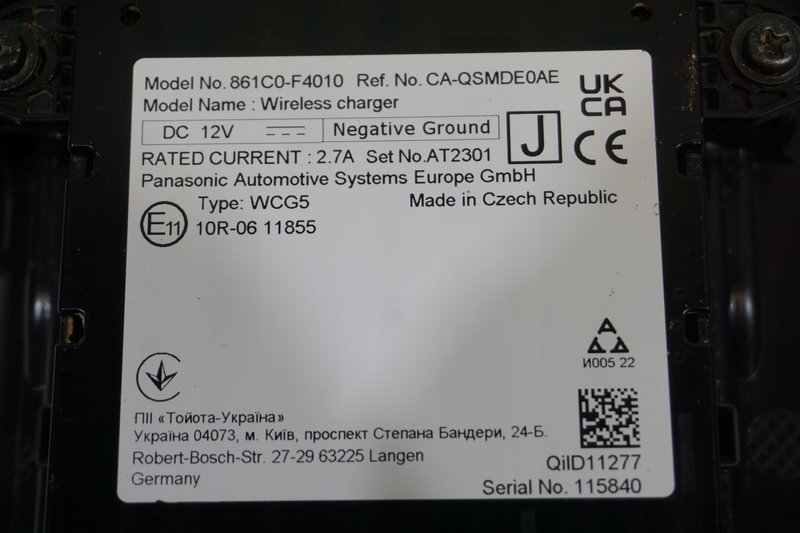 Model No. 861C0-F4010 Ref. No. CA-QSMDE0AE
Model Name : Wireless charger
UK
CA
DC 12V Negative Ground
J
CE
RATED CURRENT : 2.7A Set No.AT2301
Panasonic Automotive Systems Europe GmbH
Type: WCG5 Made in Czech Republic
E11 10R-06 11855
И005 22
ПІІ «Тойота-Україна»
Україна 04073, м. Київ, проспект Степана Бандери, 24-Б.
Robert-Bosch-Str. 27-29 63225 Langen
Germany
QiID11277
Serial No. 115840